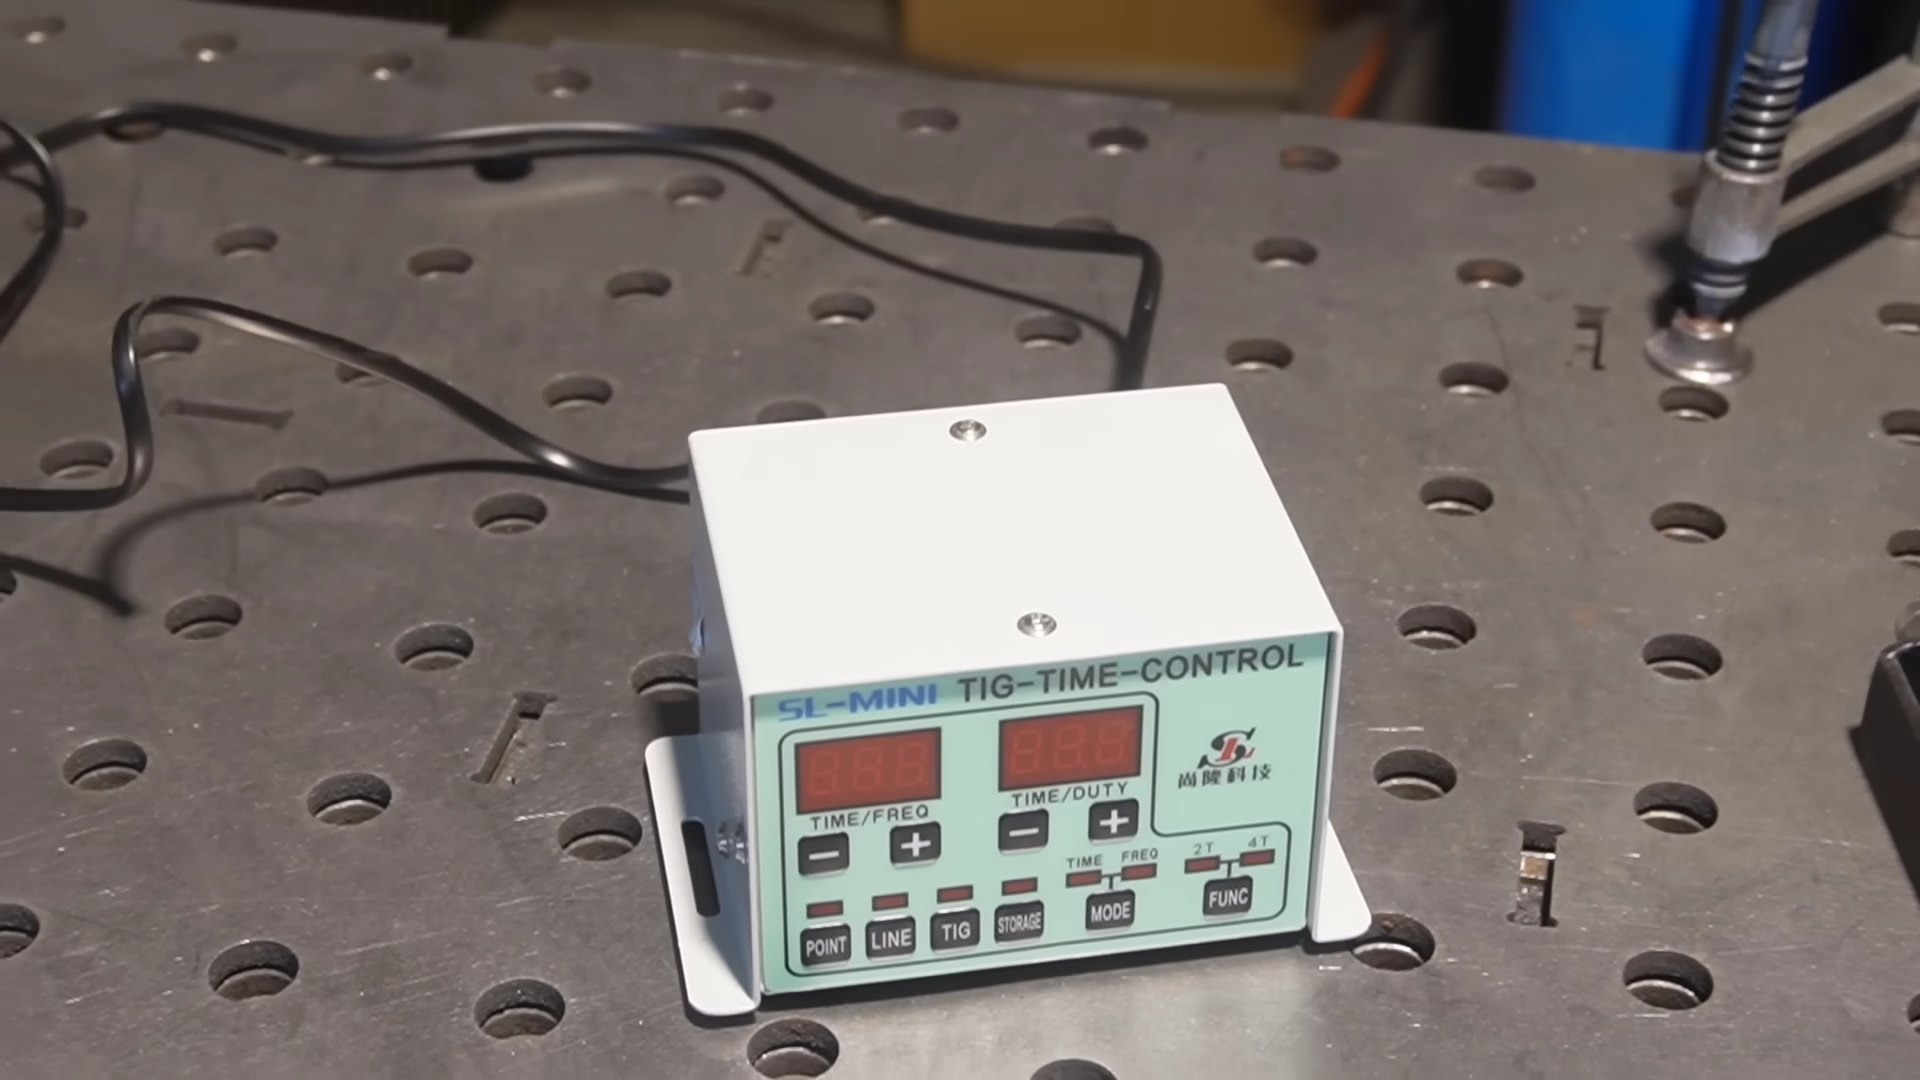 SL-MINI TIG-TIME-CONTROL
SL
尚隆科技
TIME/FREQ
TIME/DUTY
− +
− +
TIME FREQ
2T 4T
POINT LINE TIG STORAGE MODE FUNC